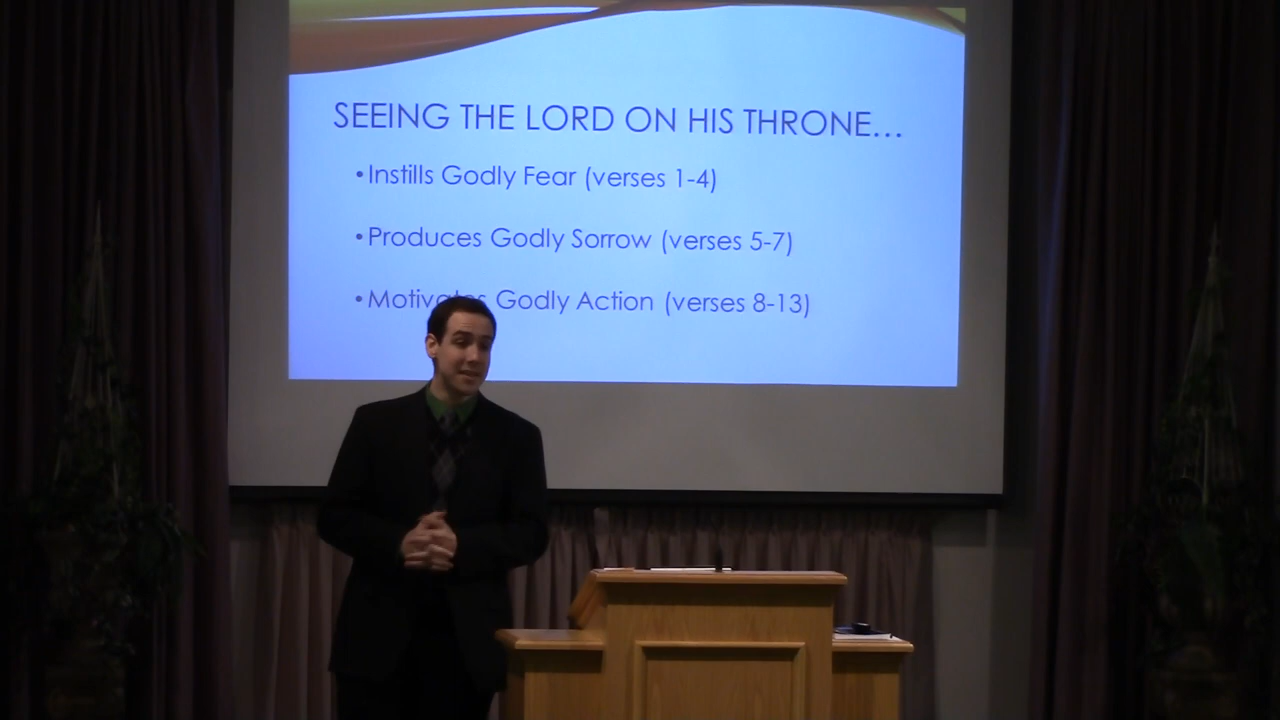 SEEING THE LORD ON HIS THRONE...
•Instills Godly Fear (verses 1-4)
•Produces Godly Sorrow (verses 5-7)
•Motivates Godly Action (verses 8-13)